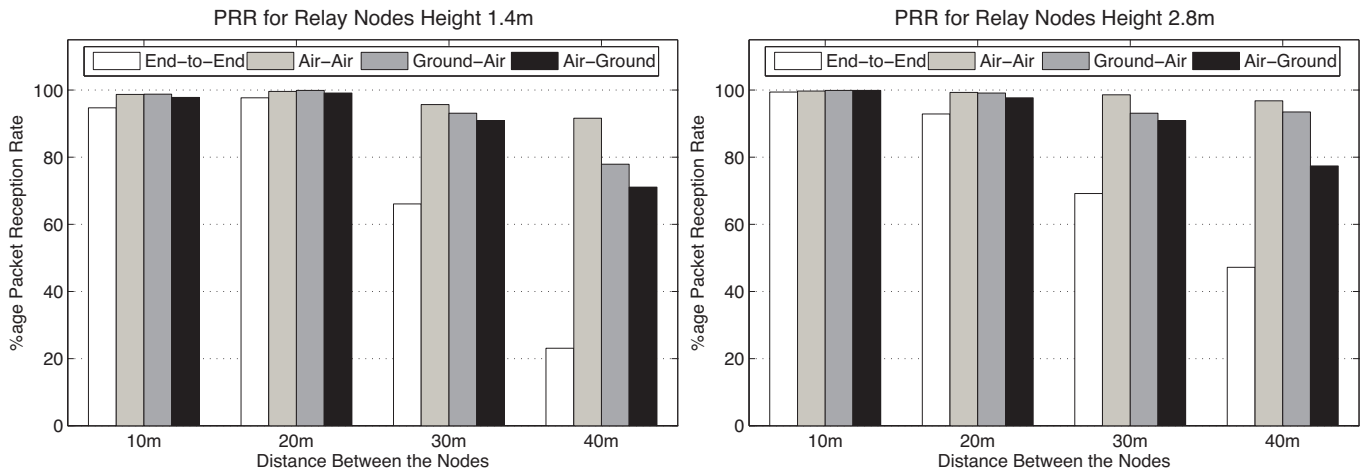 PRR for Relay Nodes Height 1.4m
End-to-End Air-Air Ground-Air Air-Ground
%age Packet Reception Rate
100
80
60
40
20
0
10m 20m 30m 40m
Distance Between the Nodes
PRR for Relay Nodes Height 2.8m
End-to-End Air-Air Ground-Air Air-Ground
%age Packet Reception Rate
100
80
60
40
20
0
10m 20m 30m 40m
Distance Between the Nodes